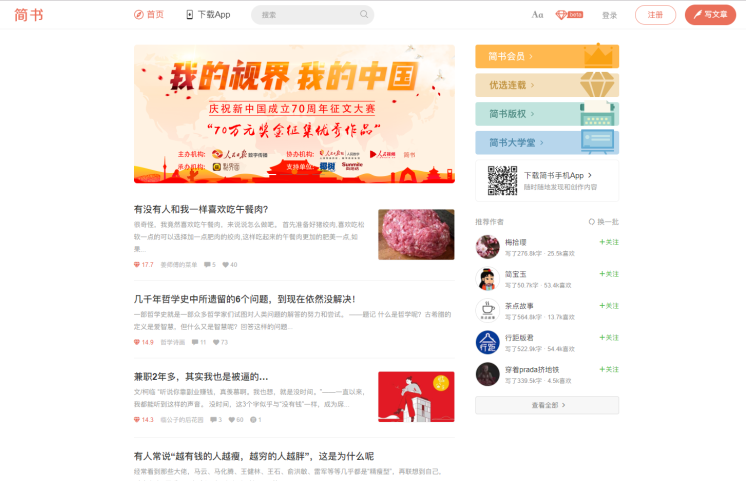 简书
首页
下载App
搜索
Aa
beta
登录
注册
写文章
我的视界 我的中国
庆祝新中国成立70周年征文大赛
"70万元奖金征集优秀作品"
主办机构:
协办机构:
简书
承办机构:
支持单位:
椰树
有没有人和我一样喜欢吃午餐肉?
很奇怪，我竟然喜欢吃午餐肉。来说说怎么做吧。 首先准备好猪绞肉,喜欢吃松
软一点的可以选择加一点肥肉的绞肉,这样吃起来的午餐肉更加的肥美一点,如
果...
17.7 5 40
几千年哲学史中所遗留的6个问题，到现在依然没解决！
一部哲学史就是一部众多哲学家们试图对人类问题的解答的努力和尝试。 ——题记 什么是哲学呢？古希腊的
定义是爱智慧，但什么又是智慧呢？回答这样的问题...
14.9 哲学诗画 11 73
兼职2年多，其实我也是被逼的...
文/柯临 "听说你要副业赚钱，真羡慕啊。我也想，就是没时间。"——一直以来，
我都能听到这样的声音。 没时间，这3个字似乎与"没有钱"一样，成为琛...
14.3 临公子的后花园 3 60 1
有人常说"越有钱的人越瘦，越穷的人越胖"，这是为什么呢
经常看到那些大佬，马云、马化腾、王健林、王石、俞洪敏、雷军等等几乎都是"精瘦型"，再联想到自己，
简书会员 >
优选连载 >
简书版权 >
简书大学堂 >
下载简书手机App >
随时随地发现和创作内容
推荐作者
换一批
梅拾璎
+关注
写了276.8k字 · 25.5k喜欢
简宝玉
+关注
写了50.7k字 · 53.4k喜欢
茶点故事
+关注
写了564.8k字 · 13.7k喜欢
行距版君
+关注
写了522.9k字 · 54.4k喜欢
穿着prada挤地铁
+关注
写了339.5k字 · 4.5k喜欢
查看全部 >